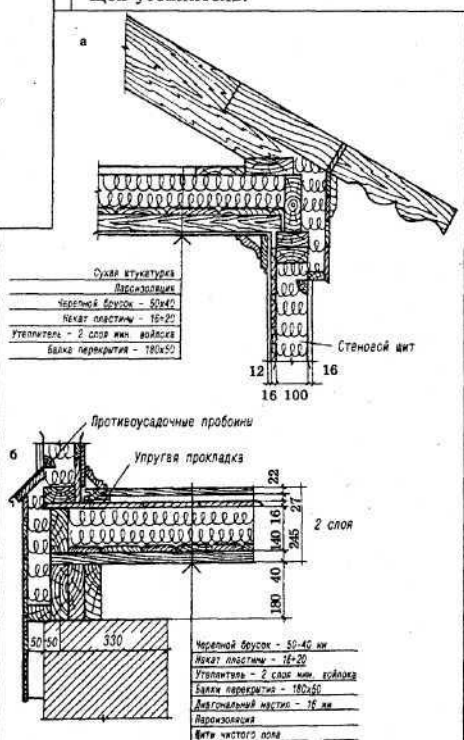 а
Сухая штукатурка
Пароизоляция
Черепной брусок - 50х40
Накат пластины - 16+20
Утеплитель - 2 слоя мин. войлока
Балка перекрытия - 180х50
Стеновой щит
12
16
16 100
б
Противоусадочные пробоины
Упругая прокладка
22
27
16
140
245
2 слоя
40
180
50 50 330
Черепной брусок - 50-40 мм
Накат пластины - 16+20
Утеплитель - 2 слоя мин. войлока
Балки перекрытия - 180х50
Диагональный настил - 16 мм
Пароизоляция
Щиты чистого пола